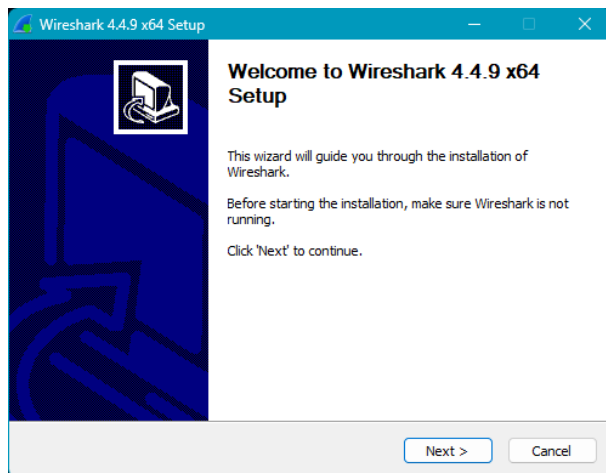 Wireshark 4.4.9 x64 Setup
Welcome to Wireshark 4.4.9 x64
Setup
This wizard will guide you through the installation of
Wireshark.
Before starting the installation, make sure Wireshark is not
running.
Click 'Next' to continue.
Next >
Cancel